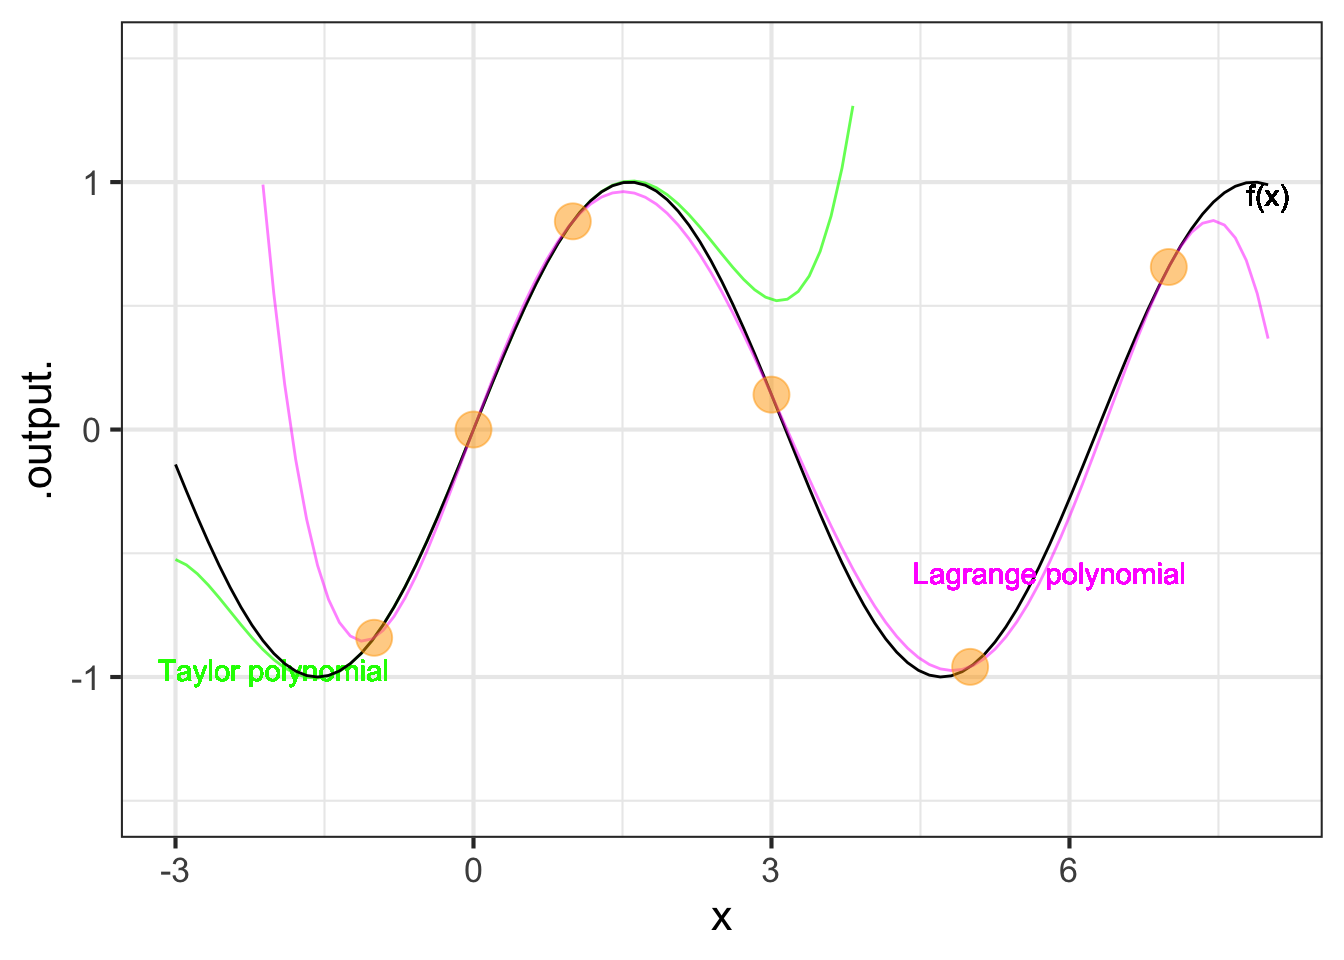 1
f(x)
.output.
0
Lagrange polynomial
Taylor polynomial
-1
-3
0
3
6
x